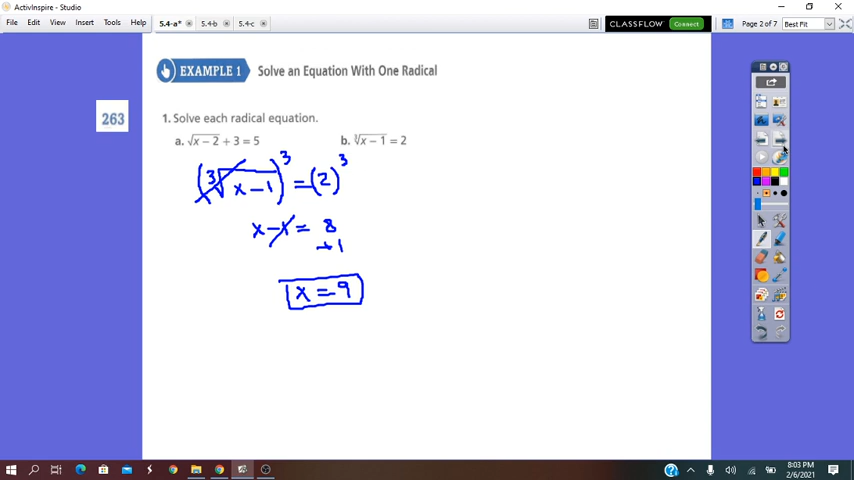 ActivInspire - Studio
File Edit View Insert Tools Help
5.4-a* 5.4-b 5.4-c
CLASSFLOW Connect
Page 2 of 7 Best Fit
EXAMPLE 1 Solve an Equation With One Radical
263
1. Solve each radical equation.
a. √x − 2 + 3 = 5 b. ∛x − 1 = 2
(∛x − 1)³ = (2)³
x − 1 = 8
+1
x = 9
8:03 PM
2/6/2021